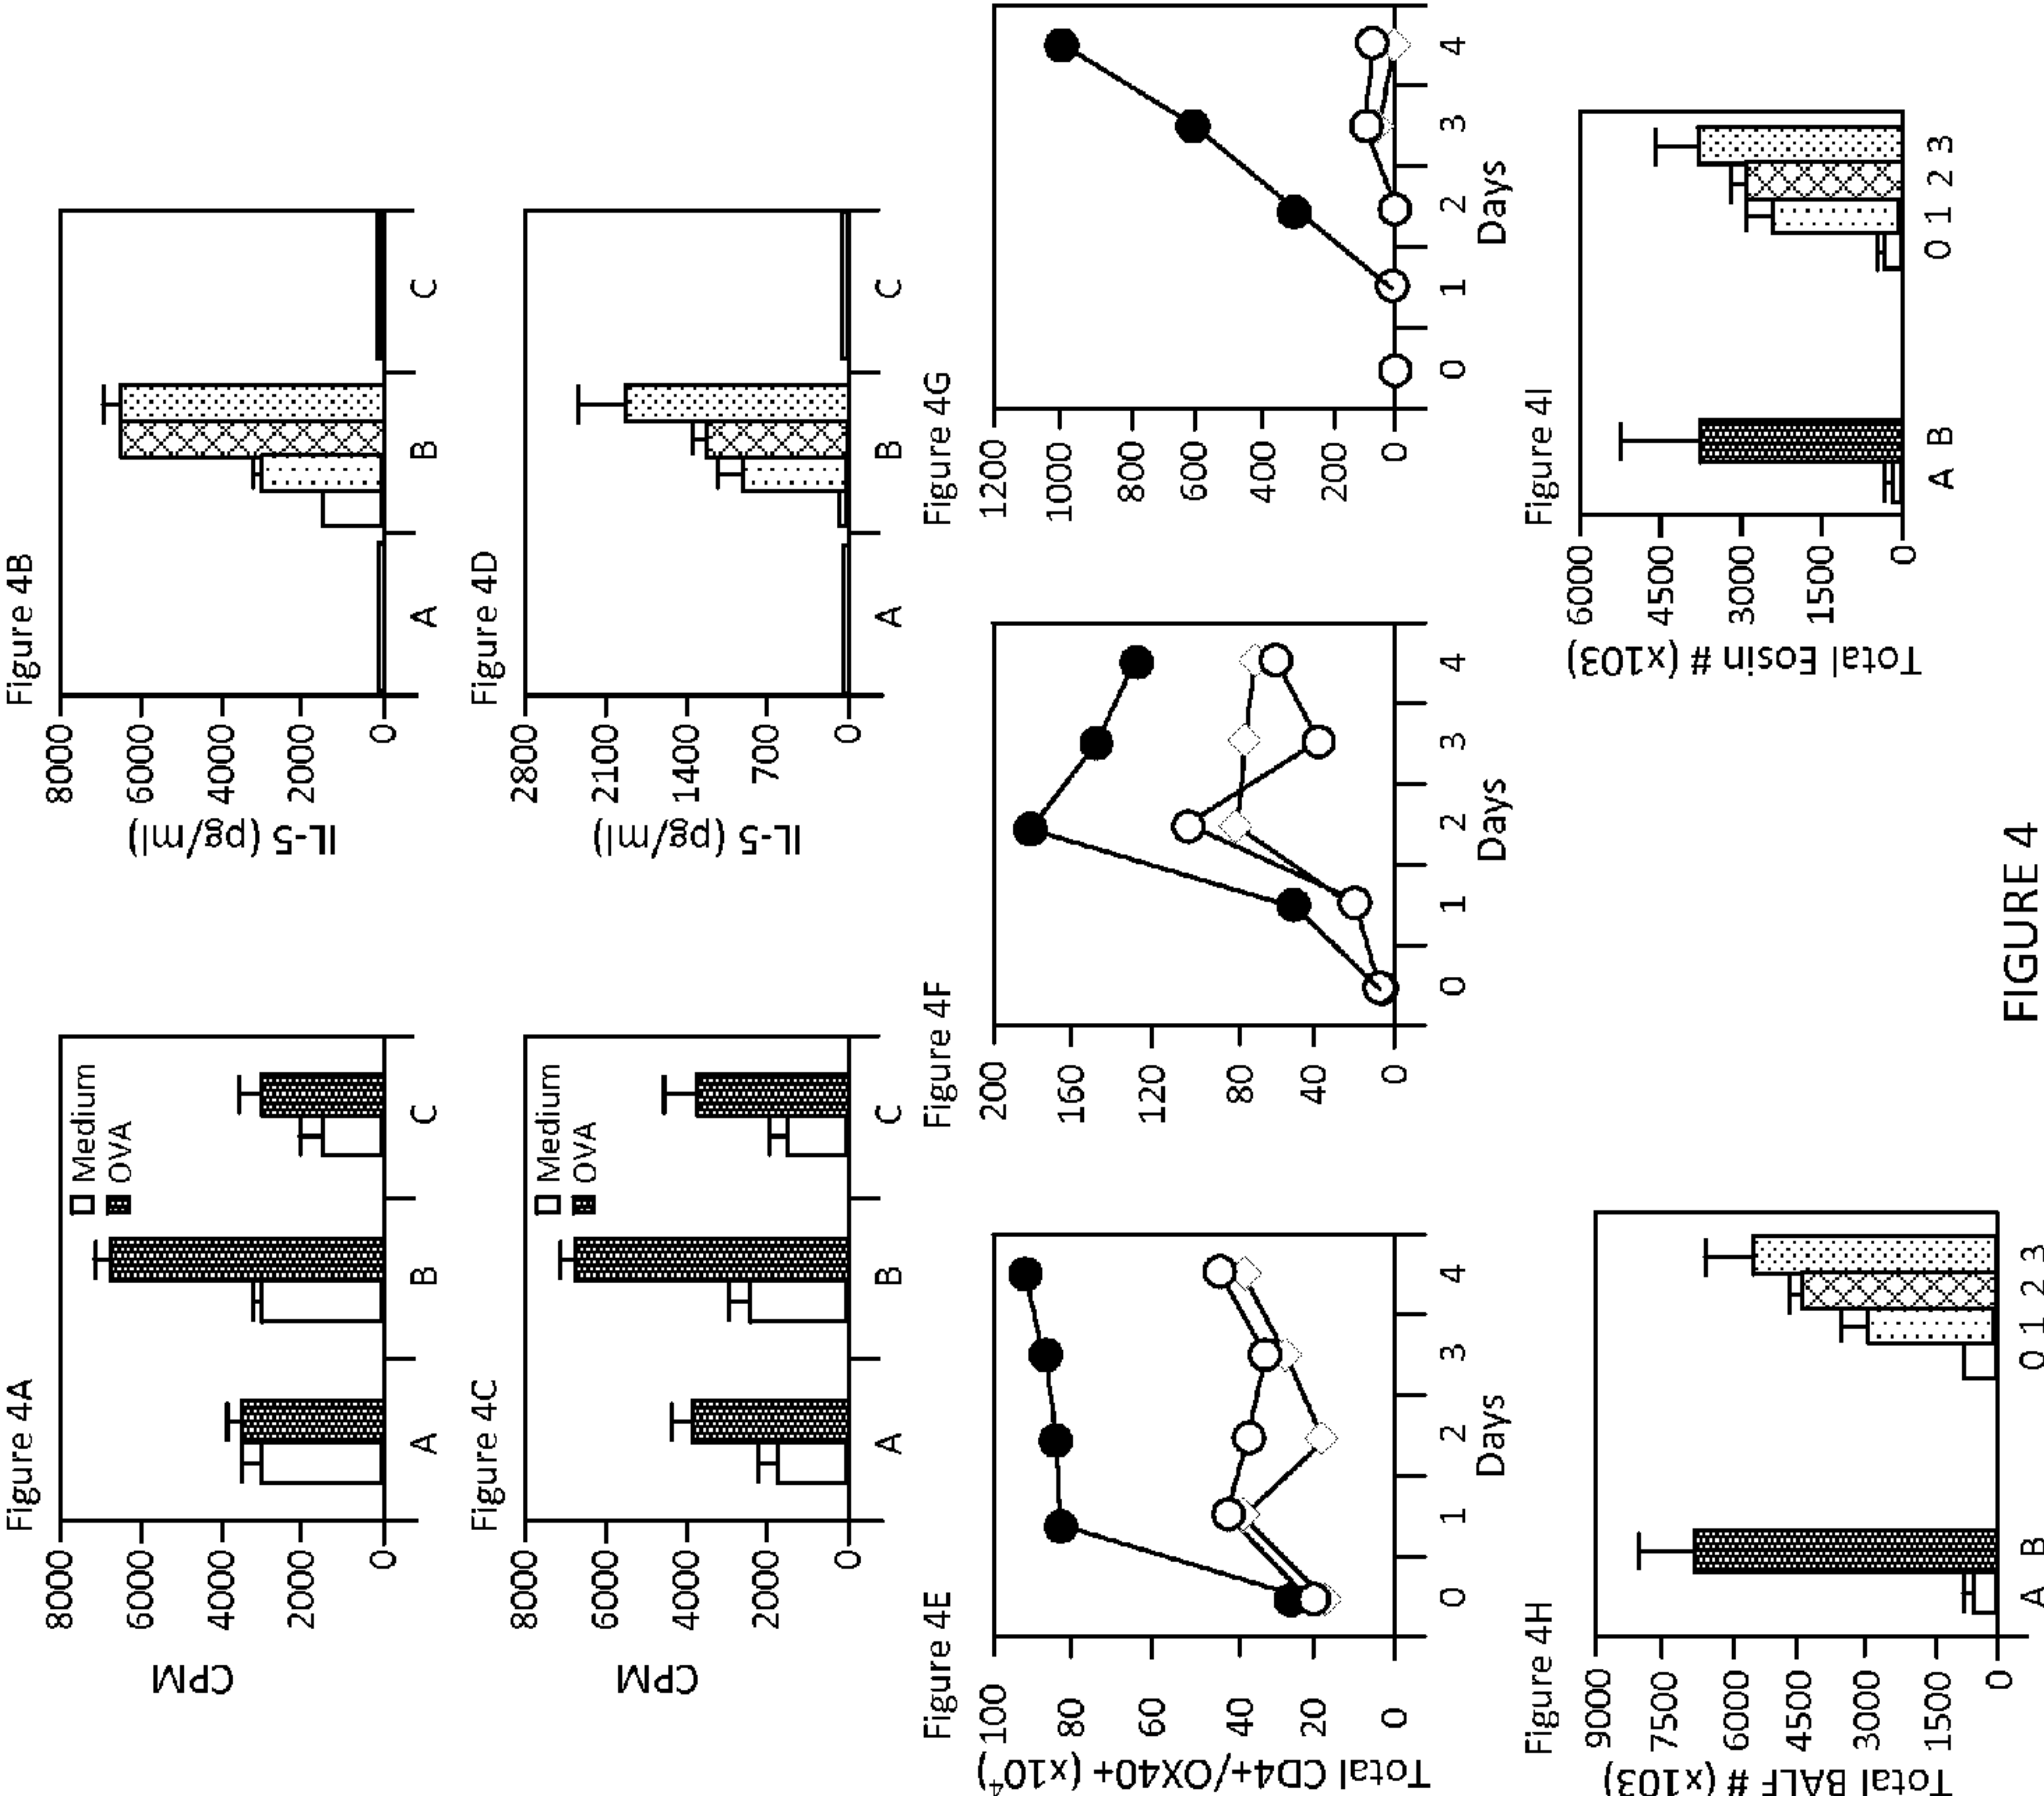 Figure 4A
CPM
8000
6000
4000
2000
0
Medium
OVA
A B C
Figure 4B
IL-5 (pg/ml)
8000
6000
4000
2000
0
A B C
Figure 4C
CPM
8000
6000
4000
2000
0
Medium
OVA
A B C
Figure 4D
IL-5 (pg/ml)
2800
2100
1400
700
0
A B C
Figure 4E
Total CD4+/OX40+ (x10⁴)
100
80
60
40
20
0
0 1 2 3 4
Days
Figure 4F
200
160
120
80
40
0
0 1 2 3 4
Days
Figure 4G
1200
1000
800
600
400
200
0
0 1 2 3 4
Days
Figure 4H
Total BALF # (x103)
9000
7500
6000
4500
3000
1500
0
A B 0 1 2 3
Figure 4I
Total Eosin # (x103)
6000
4500
3000
1500
0
A B 0 1 2 3
FIGURE 4